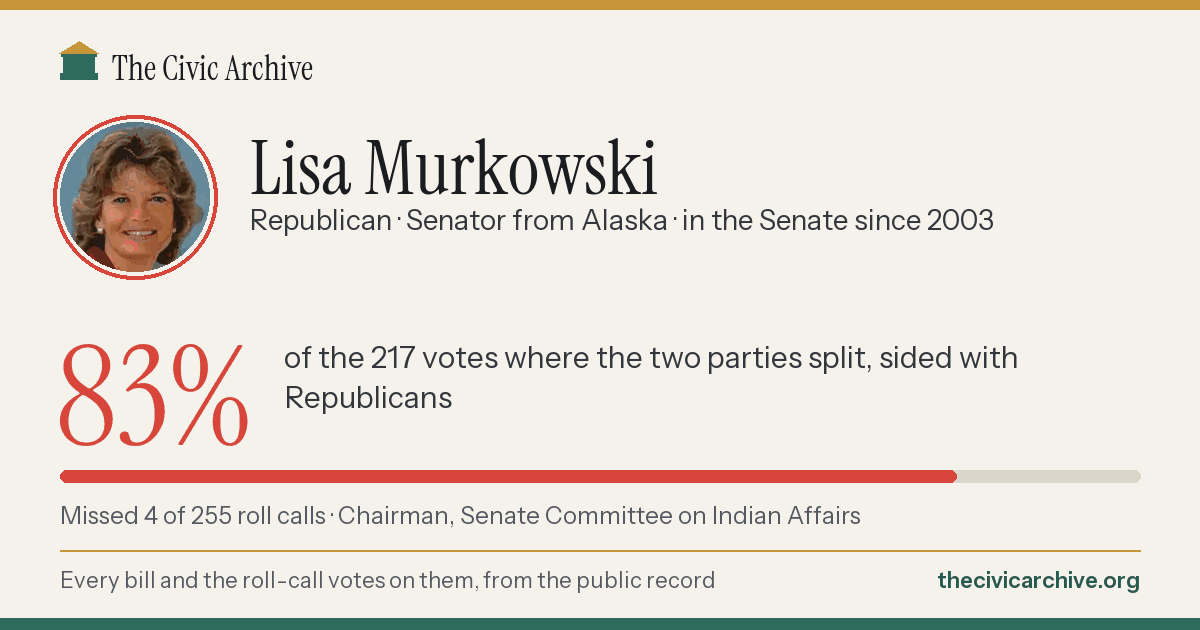 The Civic Archive
Lisa Murkowski
Republican · Senator from Alaska · in the Senate since 2003
83%
of the 217 votes where the two parties split, sided with
Republicans
Missed 4 of 255 roll calls · Chairman, Senate Committee on Indian Affairs
Every bill and the roll-call votes on them, from the public record
thecivicarchive.org